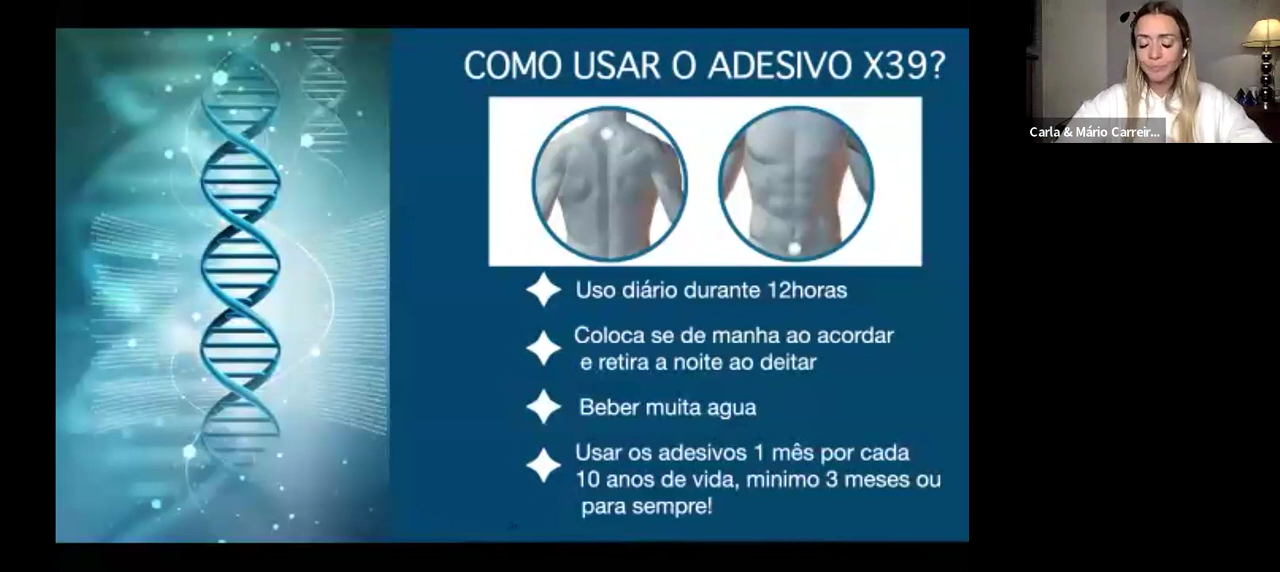 COMO USAR O ADESIVO X39?
Uso diário durante 12horas
Coloca se de manha ao acordar
e retira a noite ao deitar
Beber muita agua
Usar os adesivos 1 mês por cada
10 anos de vida, minimo 3 meses ou
para sempre!
Carla & Mário Carreir...